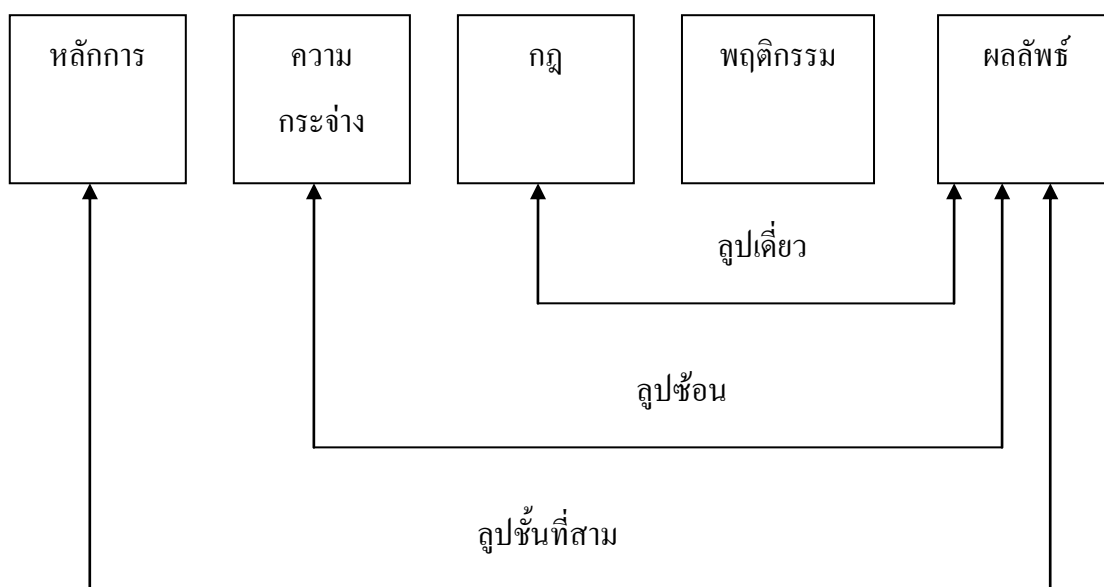 หลักการ
ความ
กระจ่าง
กฎ
พฤติกรรม
ผลลัพธ์
ลูปเดี่ยว
ลูปซ้อน
ลูปชั้นที่สาม